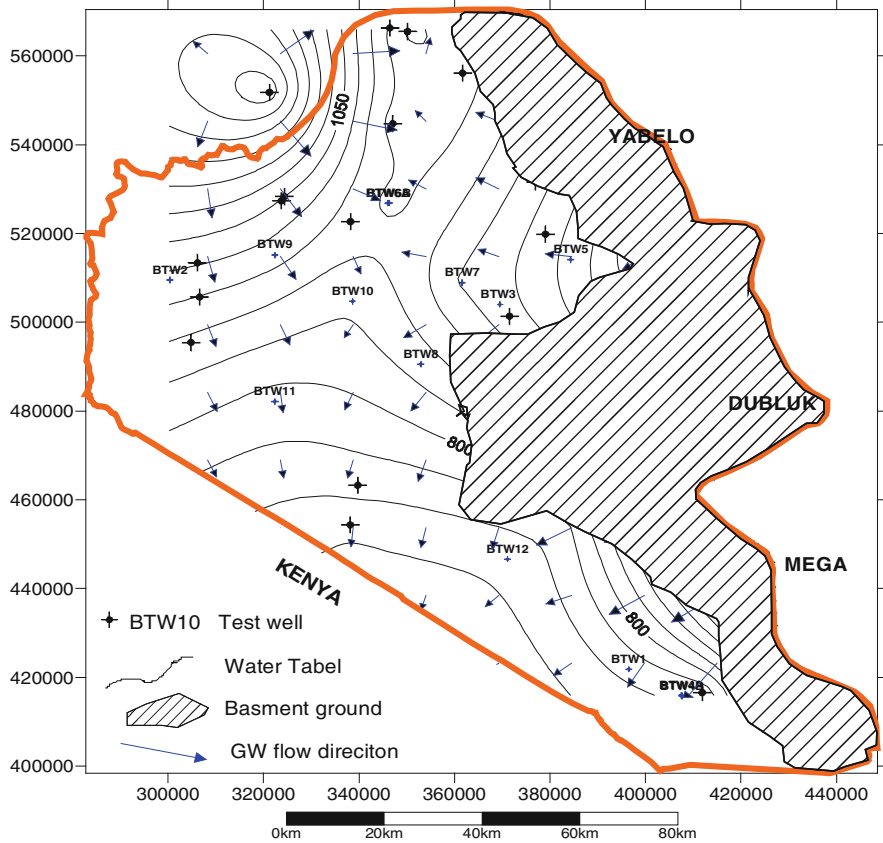 560000
540000
520000
500000
480000
460000
440000
420000
400000
1050
YABELO
BTW9
BTW2
BTW5
BTW7
BTW10
BTW3
BTW8
BTW11
DUBLUK
800
BTW12
MEGA
KENYA
800
BTW1
BTW10 Test well
Water Tabel
Basment ground
GW flow direciton
300000 320000 340000 360000 380000 400000 420000 440000
0km 20km 40km 60km 80km